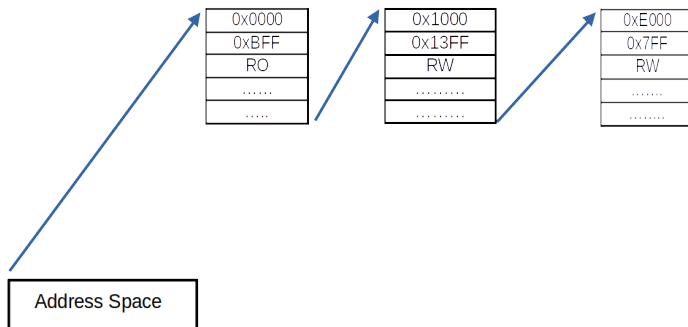 0x0000
0xBFF
RO
......
.....
0x1000
0x13FF
RW
.........
.........
0xE000
0x7FF
RW
.......
........
Address Space